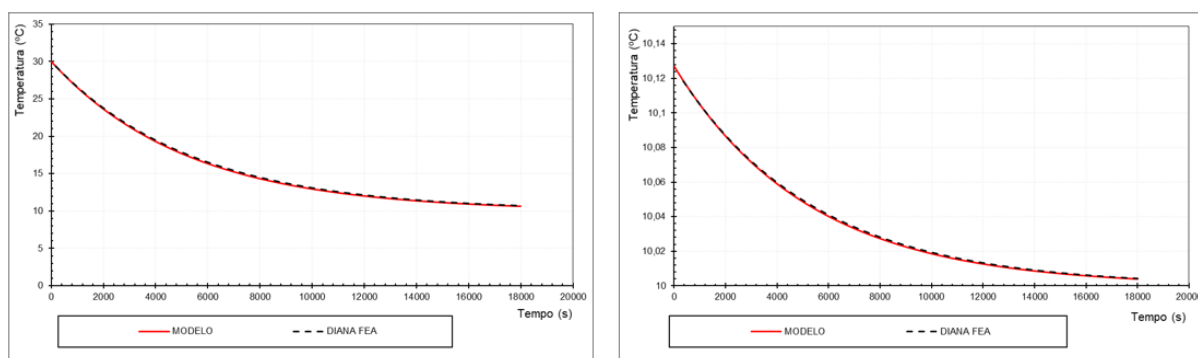 Temperatura (ºC)
35
30
25
20
15
10
5
0
0 2000 4000 6000 8000 10000 12000 14000 16000 18000 20000
Tempo (s)
MODELO DIANA FEA
Temperatura (ºC)
10,14
10,12
10,1
10,08
10,06
10,04
10,02
10
0 2000 4000 6000 8000 10000 12000 14000 16000 18000 2000
Tempo (s)
MODELO DIANA FEA